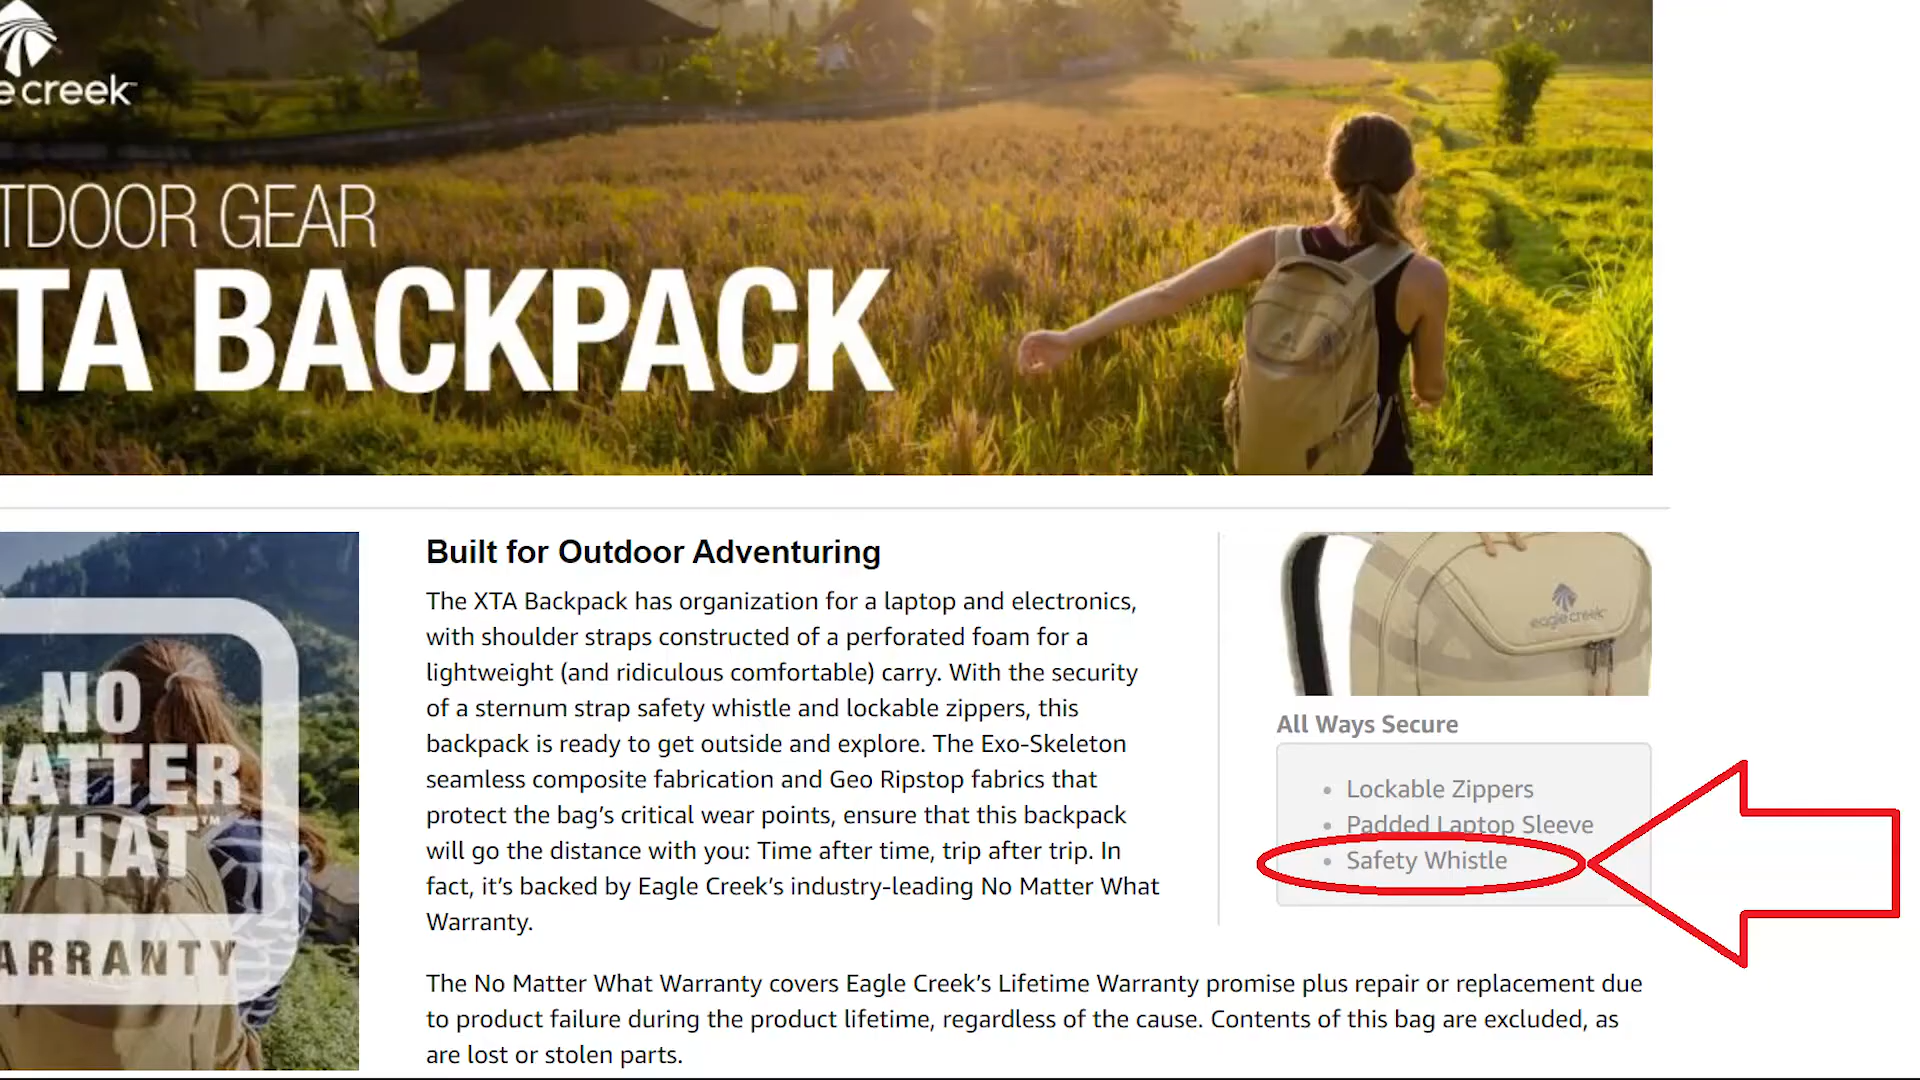 e creek
TDOOR GEAR
TA BACKPACK
NO
MATTER
WHAT™
ARRANTY
Built for Outdoor Adventuring
The XTA Backpack has organization for a laptop and electronics,
with shoulder straps constructed of a perforated foam for a
lightweight (and ridiculous comfortable) carry. With the security
of a sternum strap safety whistle and lockable zippers, this
backpack is ready to get outside and explore. The Exo-Skeleton
seamless composite fabrication and Geo Ripstop fabrics that
protect the bag’s critical wear points, ensure that this backpack
will go the distance with you: Time after time, trip after trip. In
fact, it’s backed by Eagle Creek’s industry-leading No Matter What
Warranty.
The No Matter What Warranty covers Eagle Creek’s Lifetime Warranty promise plus repair or replacement due
to product failure during the product lifetime, regardless of the cause. Contents of this bag are excluded, as
are lost or stolen parts.
eagle creek
All Ways Secure
• Lockable Zippers
• Padded Laptop Sleeve
• Safety Whistle